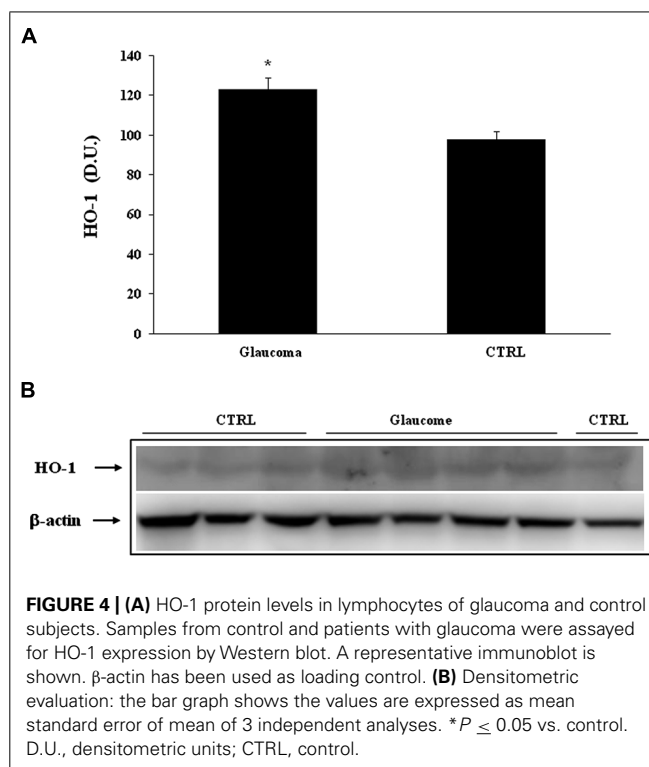 A
HO-1 (D.U.)
140
120
100
80
60
40
20
0
*
Glaucoma CTRL
B
CTRL Glaucome CTRL
HO-1
β-actin
FIGURE 4 | (A) HO-1 protein levels in lymphocytes of glaucoma and control
subjects. Samples from control and patients with glaucoma were assayed
for HO-1 expression by Western blot. A representative immunoblot is
shown. β-actin has been used as loading control. (B) Densitometric
evaluation: the bar graph shows the values are expressed as mean
standard error of mean of 3 independent analyses. *P ≤ 0.05 vs. control.
D.U., densitometric units; CTRL, control.